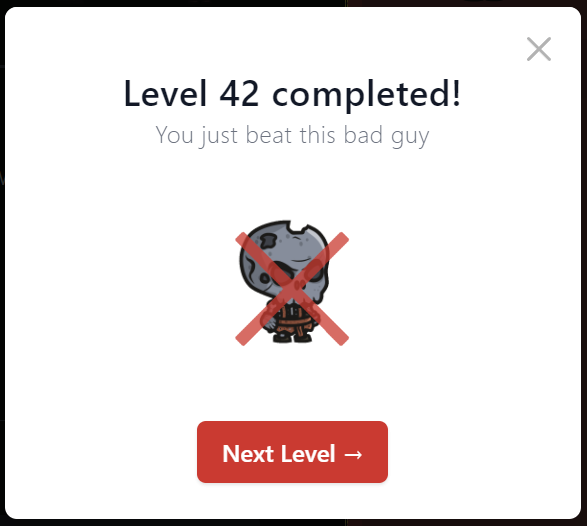 Level 42 completed!
You just beat this bad guy
Next Level →